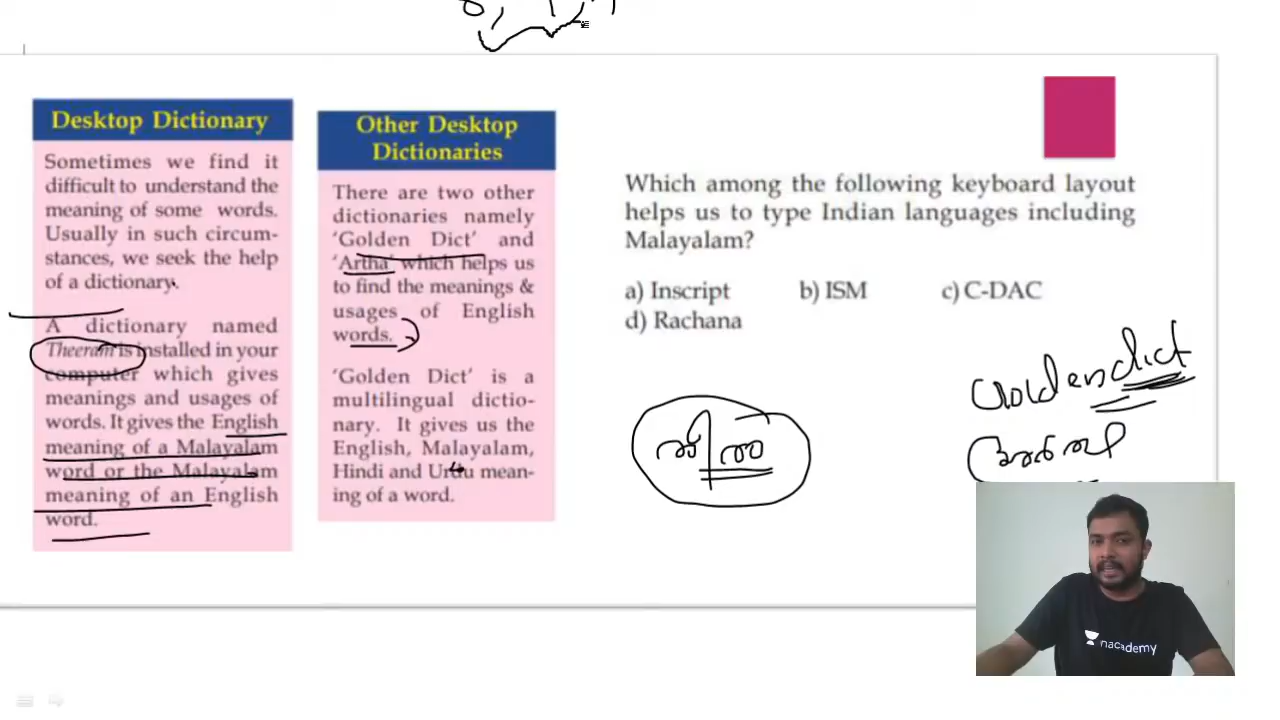 Desktop Dictionary
Sometimes we find it
difficult to understand the
meaning of some words.
Usually in such circum-
stances, we seek the help
of a dictionary.
A dictionary named
Theeram is installed in your
computer which gives
meanings and usages of
words. It gives the English
meaning of a Malayalam
word or the Malayalam
meaning of an English
word.
Other Desktop
Dictionaries
There are two other
dictionaries namely
‘Golden Dict’ and
‘Artha’ which helps us
to find the meanings &
usages of English
words.
‘Golden Dict’ is a
multilingual dictio-
nary. It gives us the
English, Malayalam,
Hindi and Urdu mean-
ing of a word.
Which among the following keyboard layout
helps us to type Indian languages including
Malayalam?
a) Inscript b) ISM c) C-DAC
d) Rachana
Golden dict
nacademy